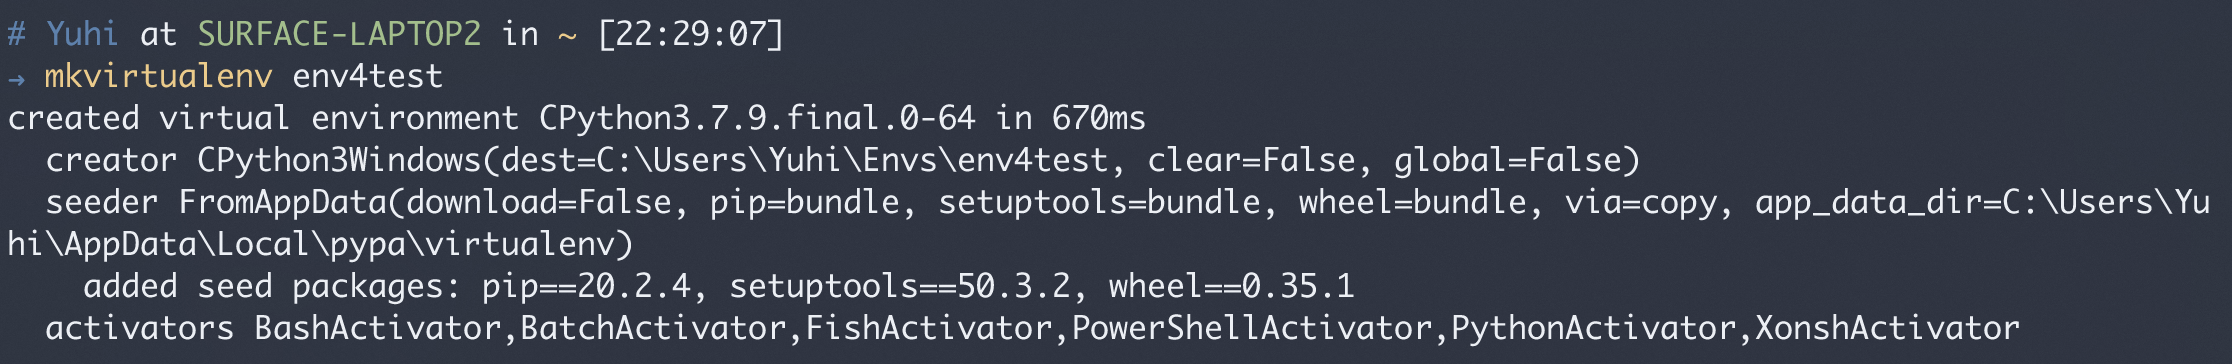 # Yuhi at SURFACE-LAPTOP2 in ~ [22:29:07]
→ mkvirtualenv env4test
created virtual environment CPython3.7.9.final.0-64 in 670ms
  creator CPython3Windows(dest=C:\Users\Yuhi\Envs\env4test, clear=False, global=False)
  seeder FromAppData(download=False, pip=bundle, setuptools=bundle, wheel=bundle, via=copy, app_data_dir=C:\Users\Yu
hi\AppData\Local\pypa\virtualenv)
    added seed packages: pip==20.2.4, setuptools==50.3.2, wheel==0.35.1
  activators BashActivator,BatchActivator,FishActivator,PowerShellActivator,PythonActivator,XonshActivator